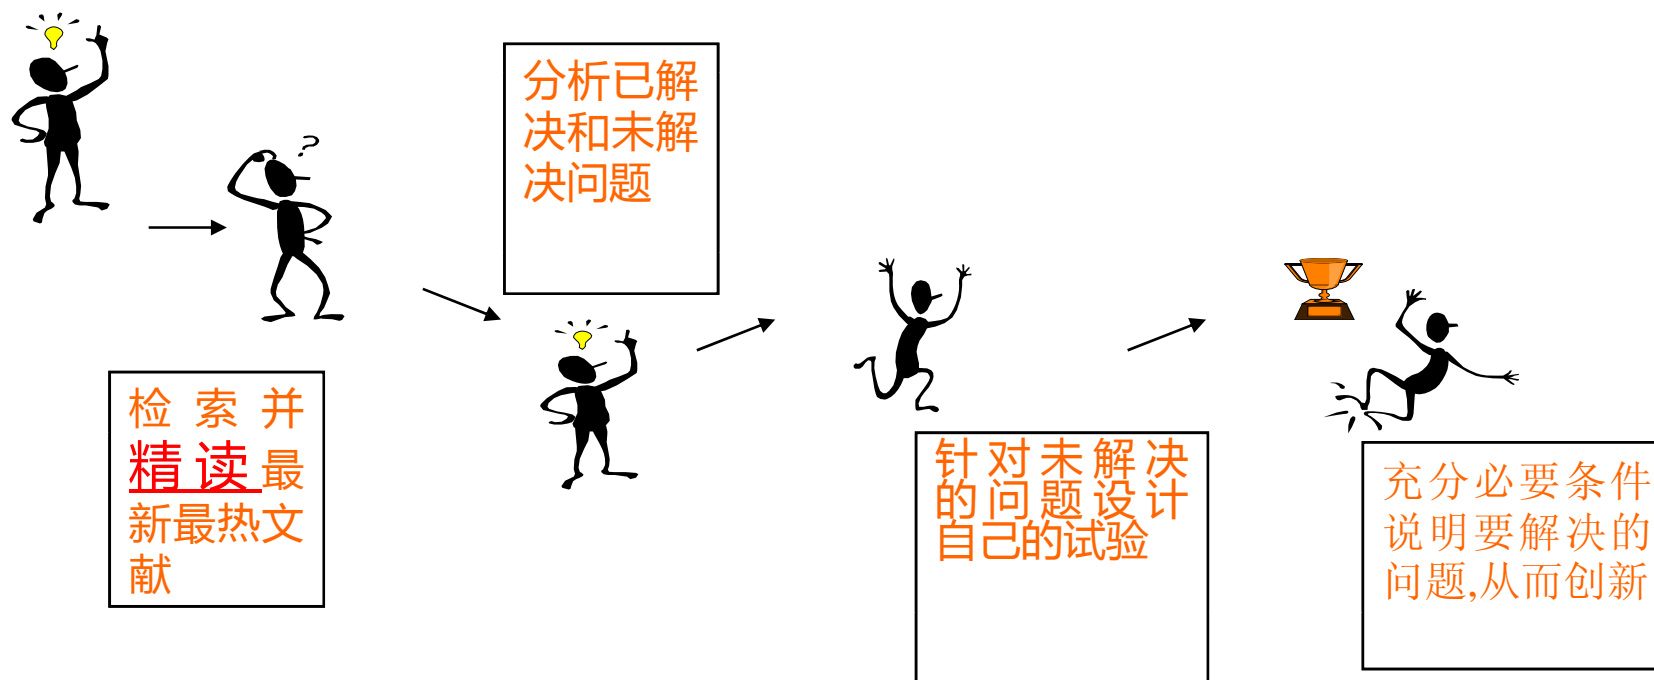 分析已解
决和未解
决问题
检索并
精读最
新最热文
献
针对未解决
的问题设计
自己的试验
充分必要条件
说明要解决的
问题,从而创新
?